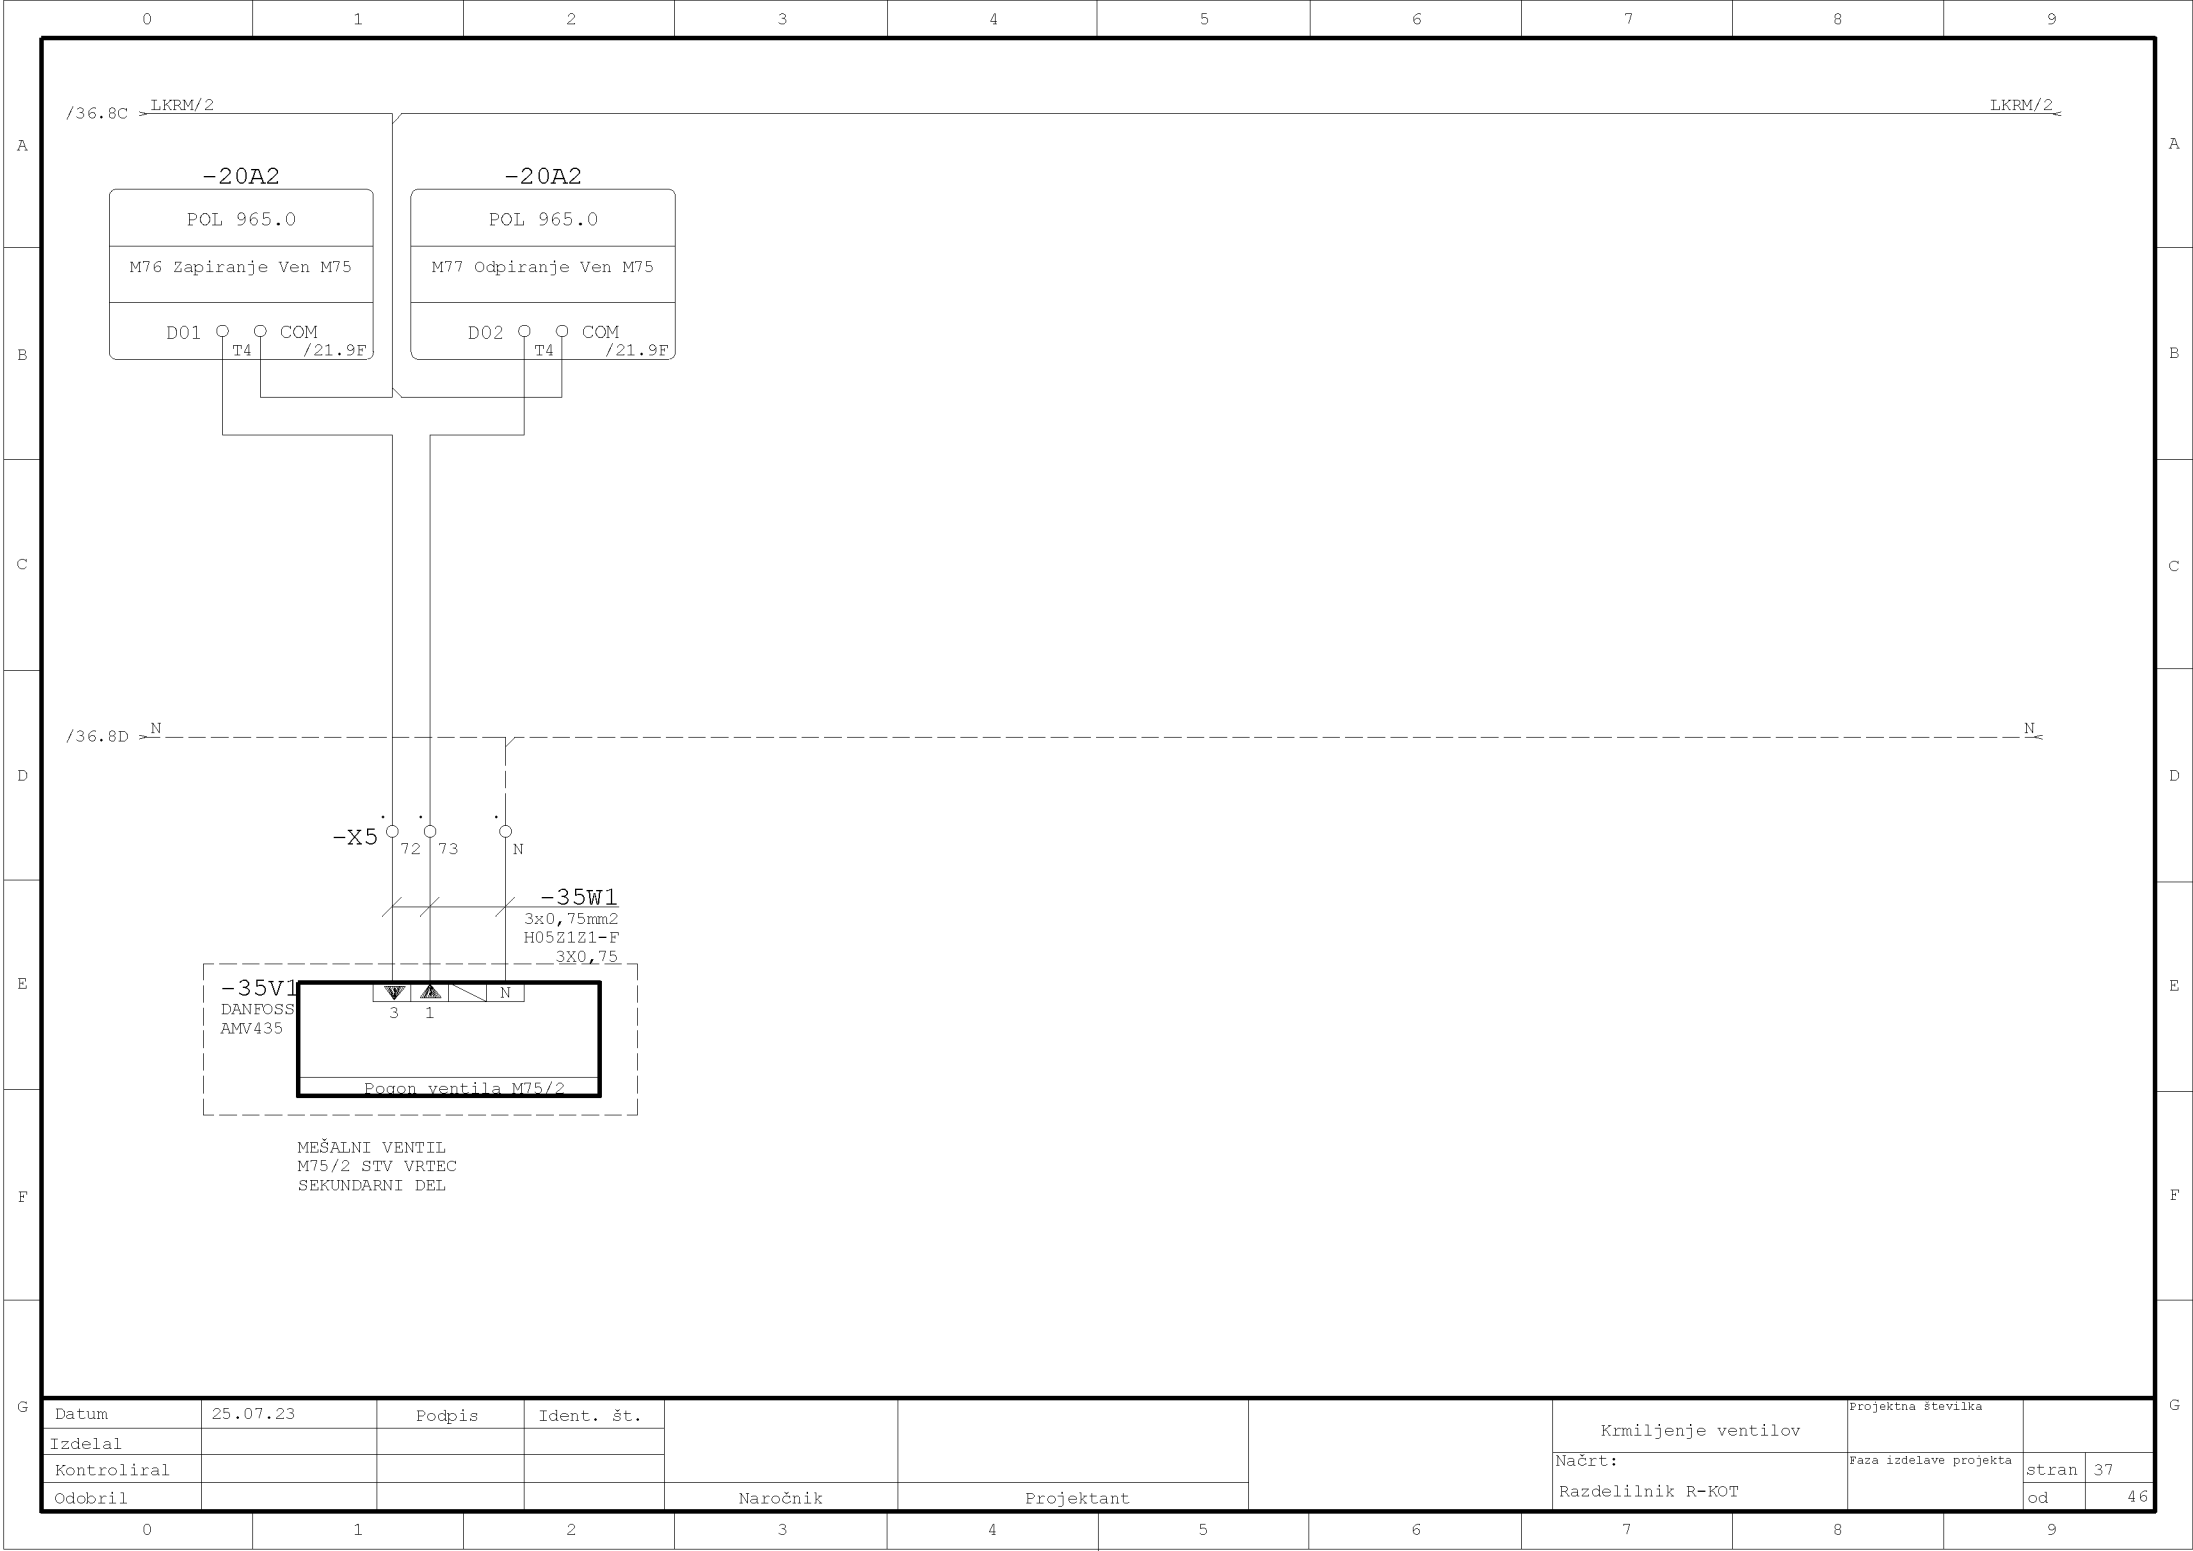 0 1 2 3 4 5 6 7 8 9
/36.8C LKRM/2 LKRM/2
A A
-20A2 -20A2
POL 965.0 POL 965.0
M76 Zapiranje Ven M75 M77 Odpiranje Ven M75
DO1 COM DO2 COM
T4 /21.9F T4 /21.9F
B B
C C
/36.8D N N
D D
-X5 72 73 N
-35W1
3x0,75mm2
H05Z1Z1-F
3X0,75
E E
-35V1 N
DANFOSS 3 1
AMV435
Pogon ventila M75/2
MEŠALNI VENTIL
M75/2 STV VRTEC
SEKUNDARNI DEL
F F
G G
Datum 25.07.23 Podpis Ident. št.
Izdelal
Kontroliral
Odobril
Naročnik Projektant
Krmiljenje ventilov
Načrt:
Razdelilnik R-KOT
Projektna številka
Faza izdelave projekta
stran 37
od 46
0 1 2 3 4 5 6 7 8 9